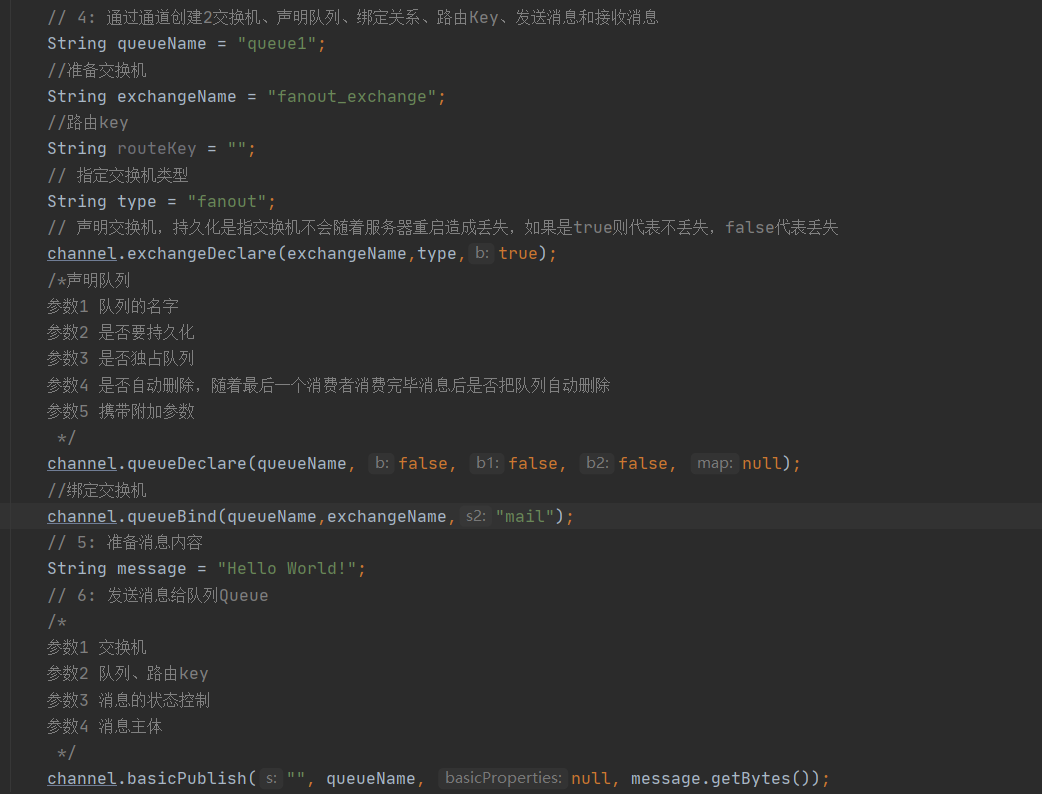 // 4: 通过通道创建2交换机、声明队列、绑定关系、路由Key、发送消息和接收消息
String queueName = "queue1";
//准备交换机
String exchangeName = "fanout_exchange";
//路由key
String routeKey = "";
// 指定交换机类型
String type = "fanout";
// 声明交换机，持久化是指交换机不会随着服务器重启造成丢失，如果是true则代表不丢失，false代表丢失
channel.exchangeDeclare(exchangeName,type, b: true);
/*声明队列
参数1 队列的名字
参数2 是否要持久化
参数3 是否独占队列
参数4 是否自动删除，随着最后一个消费者消费完毕消息后是否把队列自动删除
参数5 携带附加参数
*/
channel.queueDeclare(queueName, b: false, b1: false, b2: false, map: null);
//绑定交换机
channel.queueBind(queueName,exchangeName, s2: "mail");
// 5: 准备消息内容
String message = "Hello World!";
// 6: 发送消息给队列Queue
/*
参数1 交换机
参数2 队列、路由key
参数3 消息的状态控制
参数4 消息主体
*/
channel.basicPublish( s: "", queueName, basicProperties: null, message.getBytes());